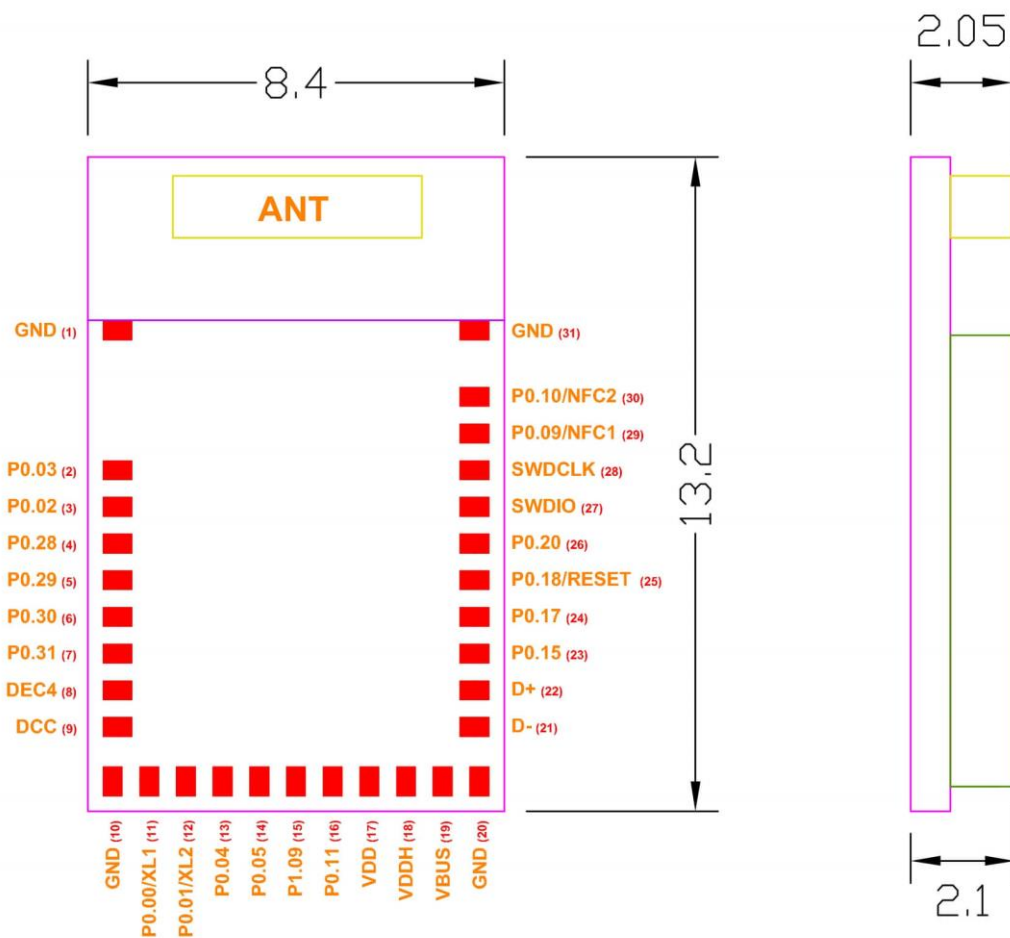 2.05
8.4
ANT
GND (1)
GND (31)
P0.10/NFC2 (30)
P0.09/NFC1 (29)
P0.03 (2)
SWDCLK (28)
P0.02 (3)
SWDIO (27)
P0.28 (4)
P0.20 (26)
P0.29 (5)
P0.18/RESET (25)
P0.30 (6)
P0.17 (24)
P0.31 (7)
P0.15 (23)
DEC4 (8)
D+ (22)
DCC (9)
D- (21)
13.2
GND (10)
P0.00/XL1 (11)
P0.01/XL2 (12)
P0.04 (13)
P0.05 (14)
P1.09 (15)
P0.11 (16)
VDD (17)
VDDH (18)
VBUS (19)
GND (20)
2.1